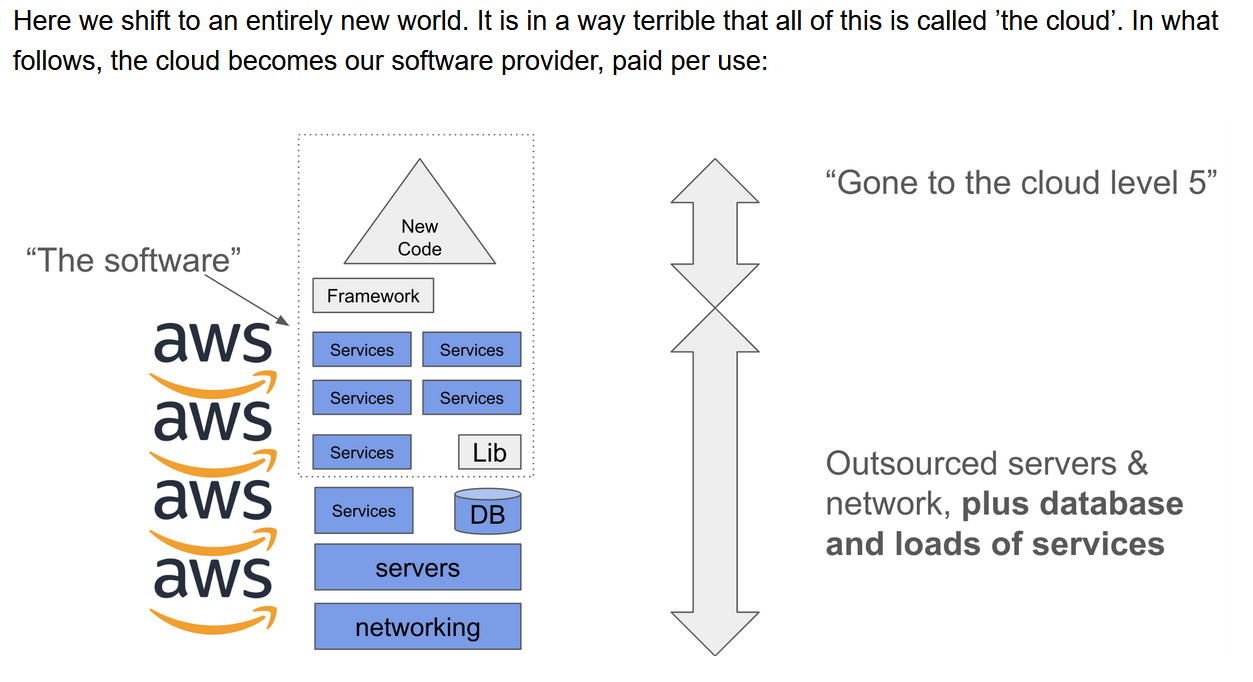 Here we shift to an entirely new world. It is in a way terrible that all of this is called ’the cloud’. In what
follows, the cloud becomes our software provider, paid per use:
“Gone to the cloud level 5”
New
Code
“The software”
Framework
aws
Services Services
aws
Services Services
Services Lib
aws
Services DB
aws
servers
networking
Outsourced servers &
network, plus database
and loads of services